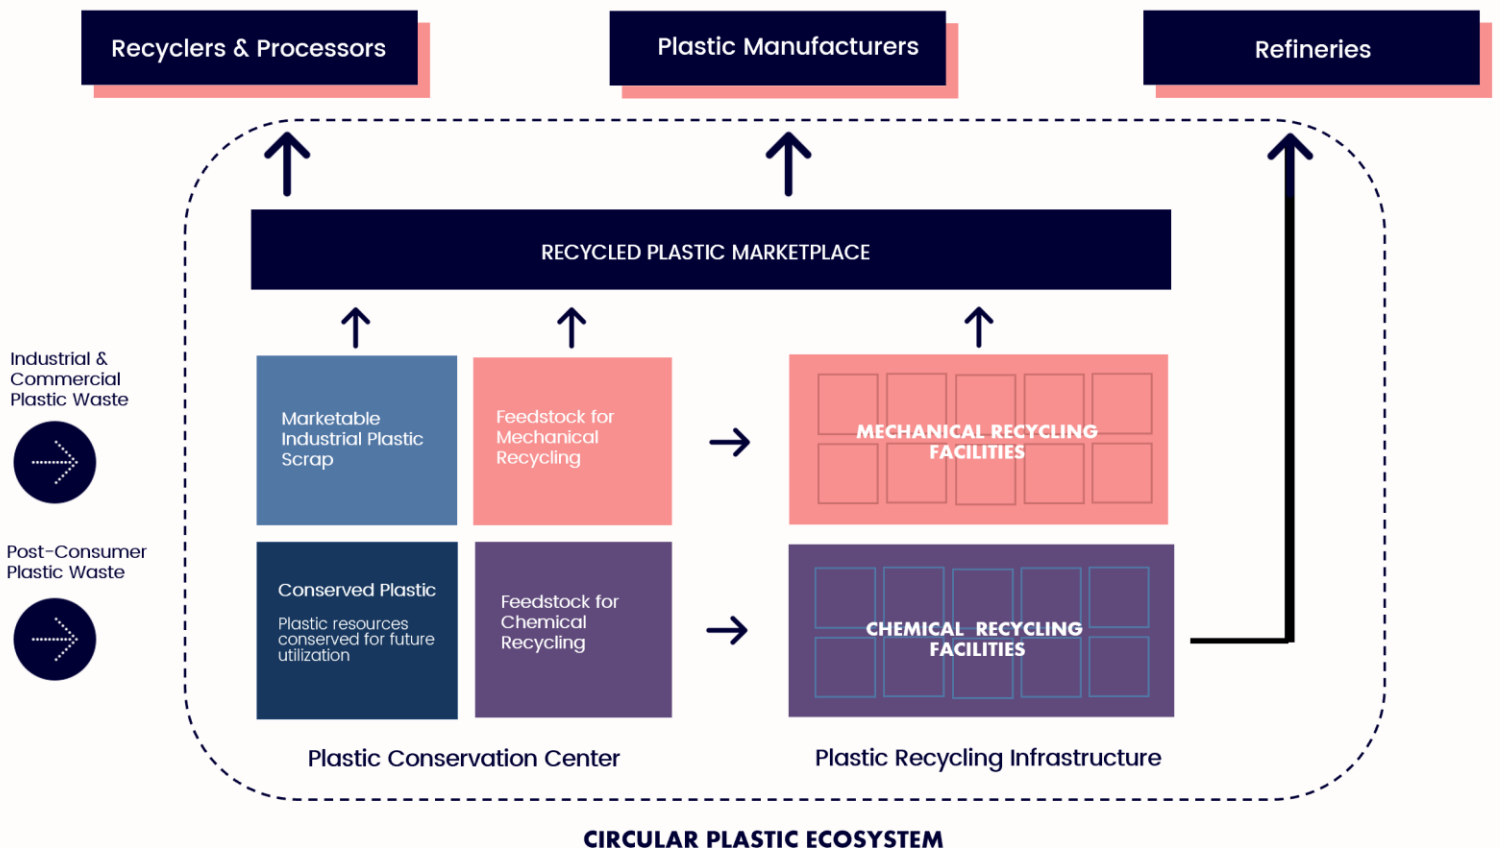 Recyclers & Processors
Plastic Manufacturers
Refineries
RECYCLED PLASTIC MARKETPLACE
Industrial &
Commercial
Plastic Waste
Marketable
Industrial Plastic
Scrap
Feedstock for
Mechanical
Recycling
MECHANICAL RECYCLING
FACILITIES
Post-Consumer
Plastic Waste
Conserved Plastic
Plastic resources
conserved for future
utilization
Feedstock for
Chemical
Recycling
CHEMICAL RECYCLING
FACILITIES
Plastic Conservation Center
Plastic Recycling Infrastructure
CIRCULAR PLASTIC ECOSYSTEM